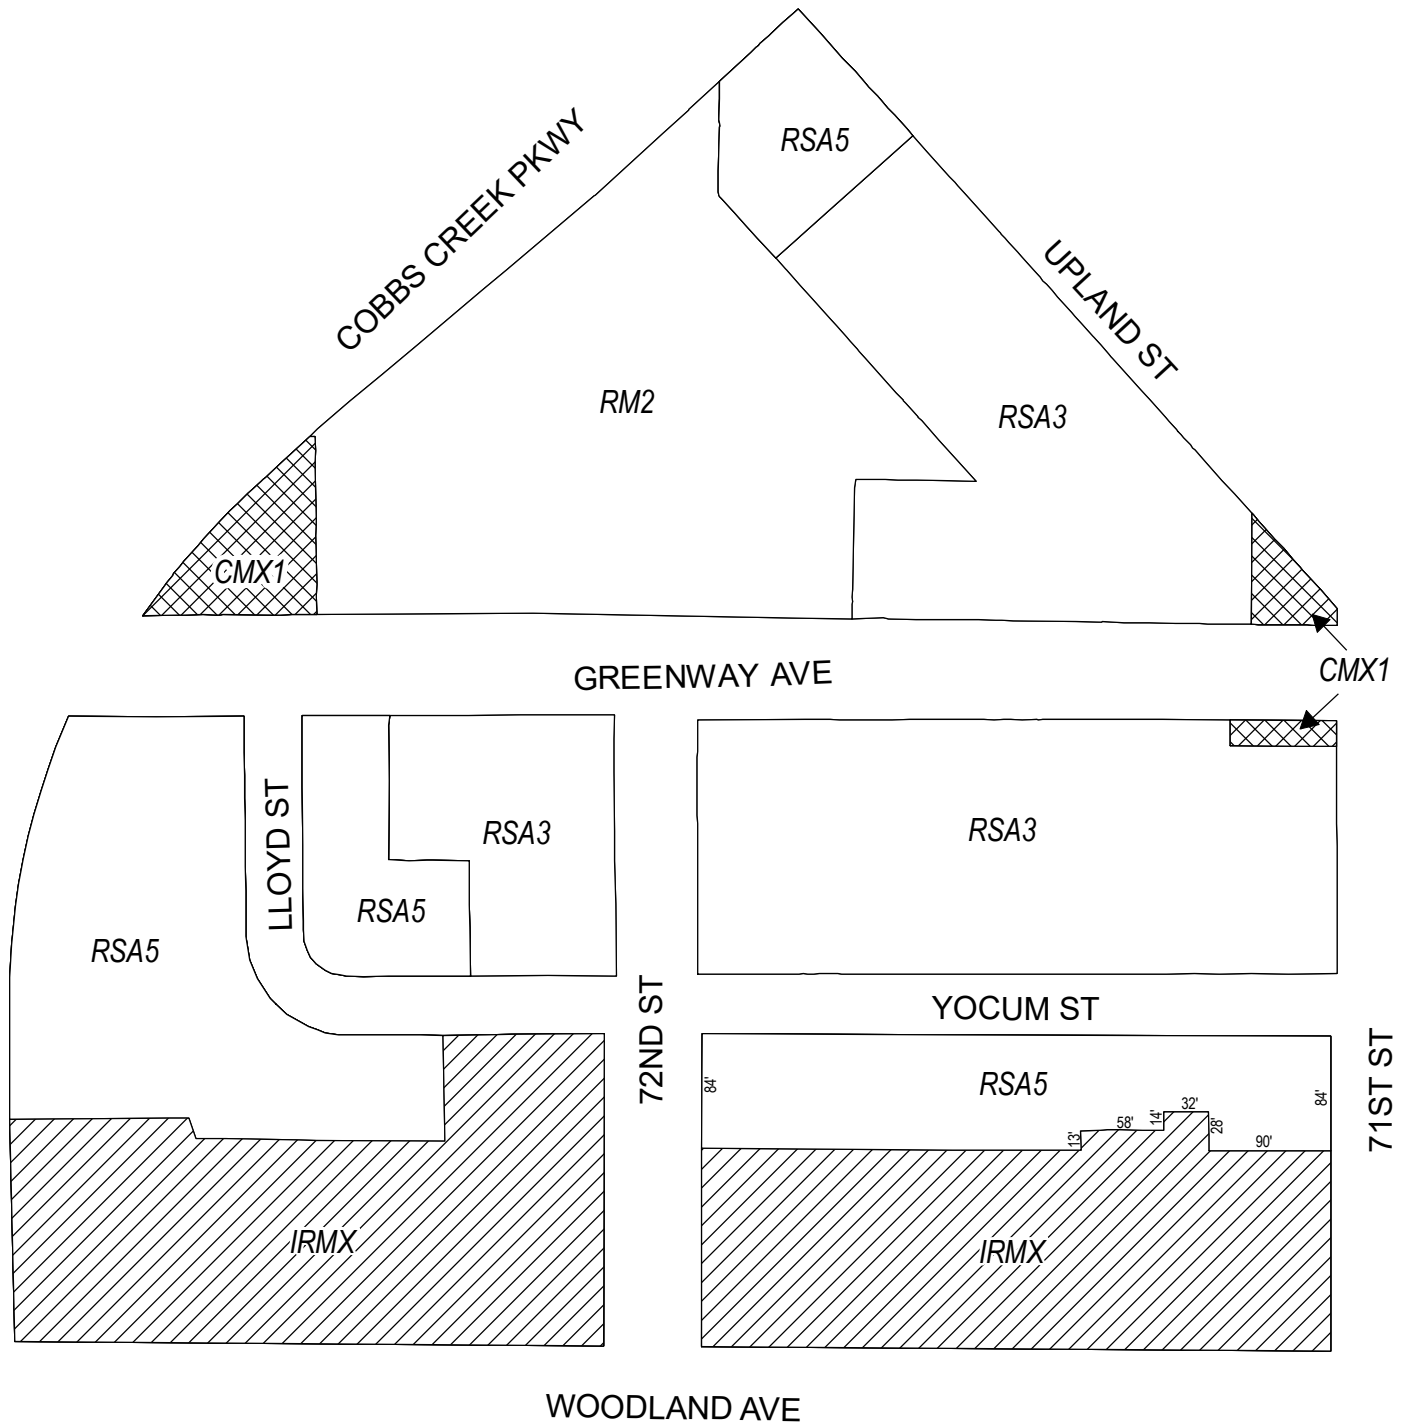 COBBS CREEK PKWY
RSA5
UPLAND ST
RM2
RSA3
CMX1
GREENWAY AVE
CMX1
LLOYD ST
RSA3
RSA3
RSA5
RSA5
72ND ST
YOCUM ST
71ST ST
84'
RSA5
84'
13'
58'
14'
32'
28'
90'
IRMX
IRMX
WOODLAND AVE